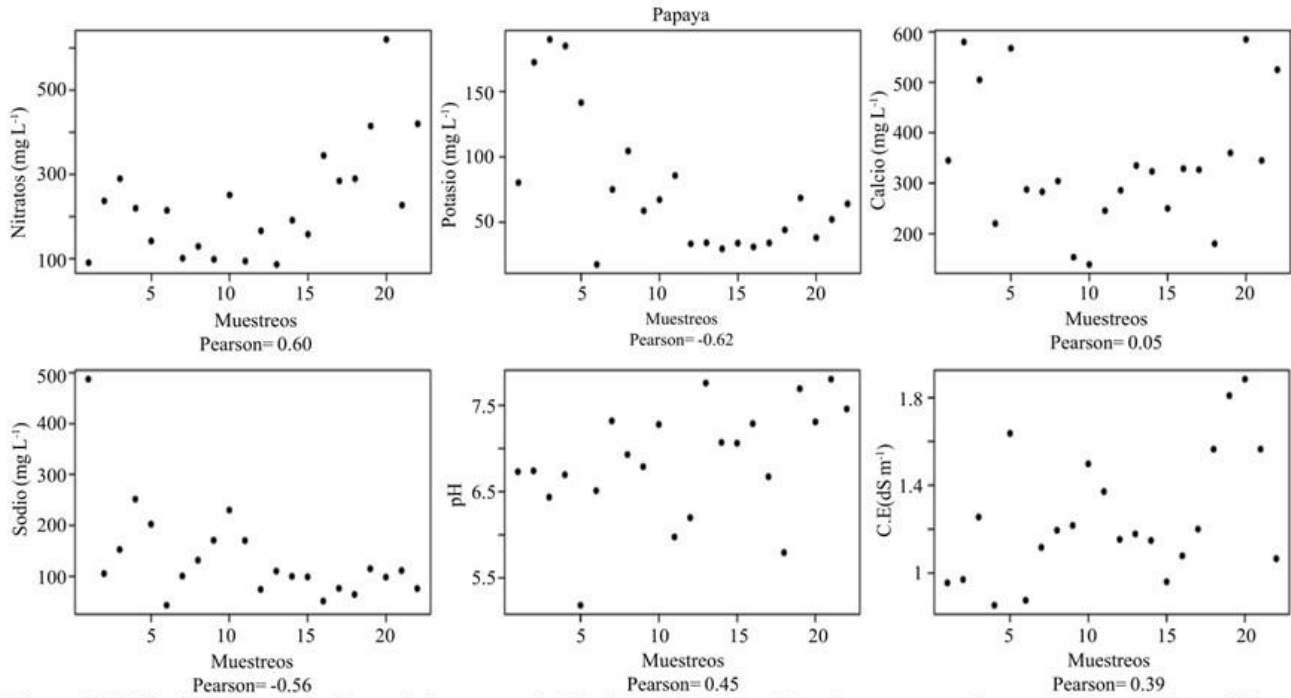 Papaya
Nitratos (mg L-1)
500
300
100
5 10 15 20
Muestreos
Pearson= 0.60
Potasio (mg L-1)
150
100
50
5 10 15 20
Muestreos
Pearson= -0.62
Calcio (mg L-1)
600
500
400
300
200
5 10 15 20
Muestreos
Pearson= 0.05
Sodio (mg L-1)
500
400
300
200
100
5 10 15 20
Muestreos
Pearson= -0.56
pH
7.5
6.5
5.5
5 10 15 20
Muestreos
Pearson= 0.45
C.E(dS m-1)
1.8
1.4
1
5 10 15 20
Muestreos
Pearson= 0.39